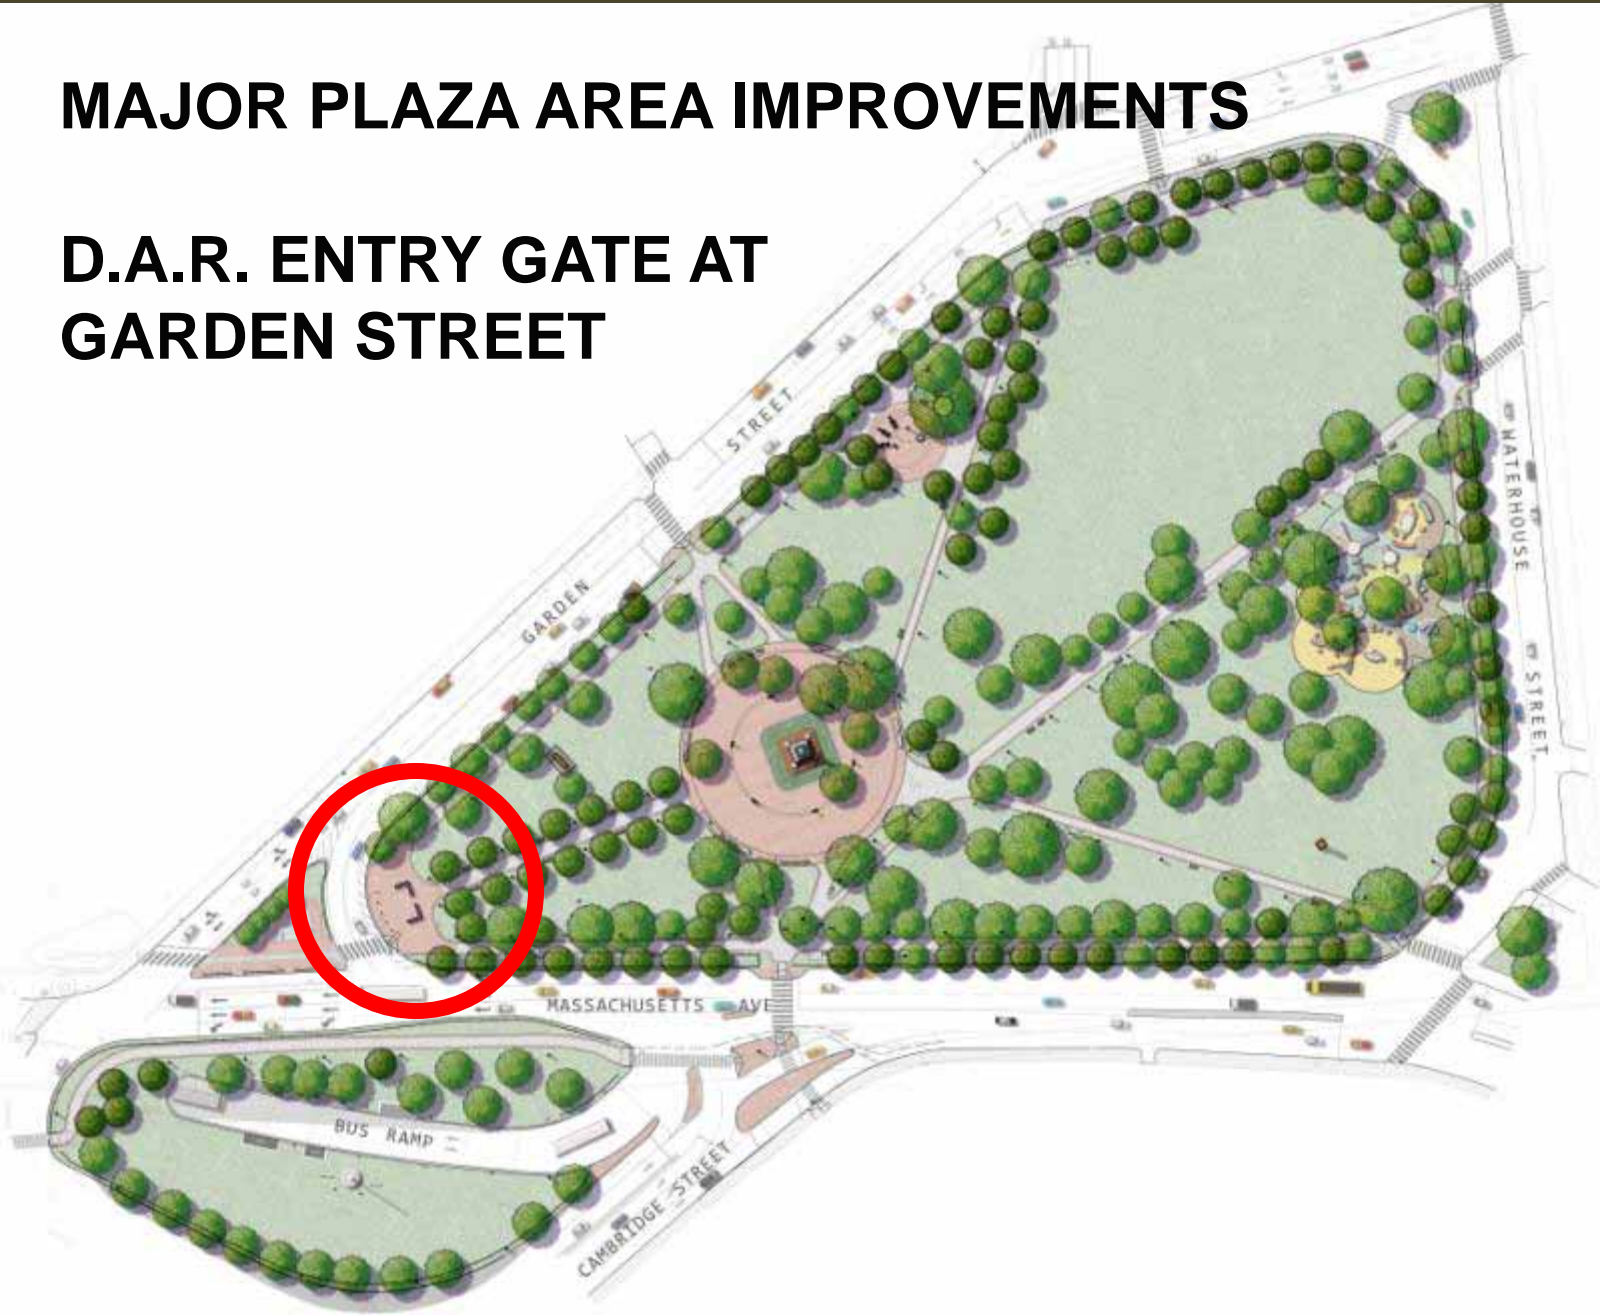 MAJOR PLAZA AREA IMPROVEMENTS
D.A.R. ENTRY GATE AT
GARDEN STREET
STREET
GARDEN
WATERHOUSE
STREET
MASSACHUSETTS AVE
BUS RAMP
CAMBRIDGE STREET